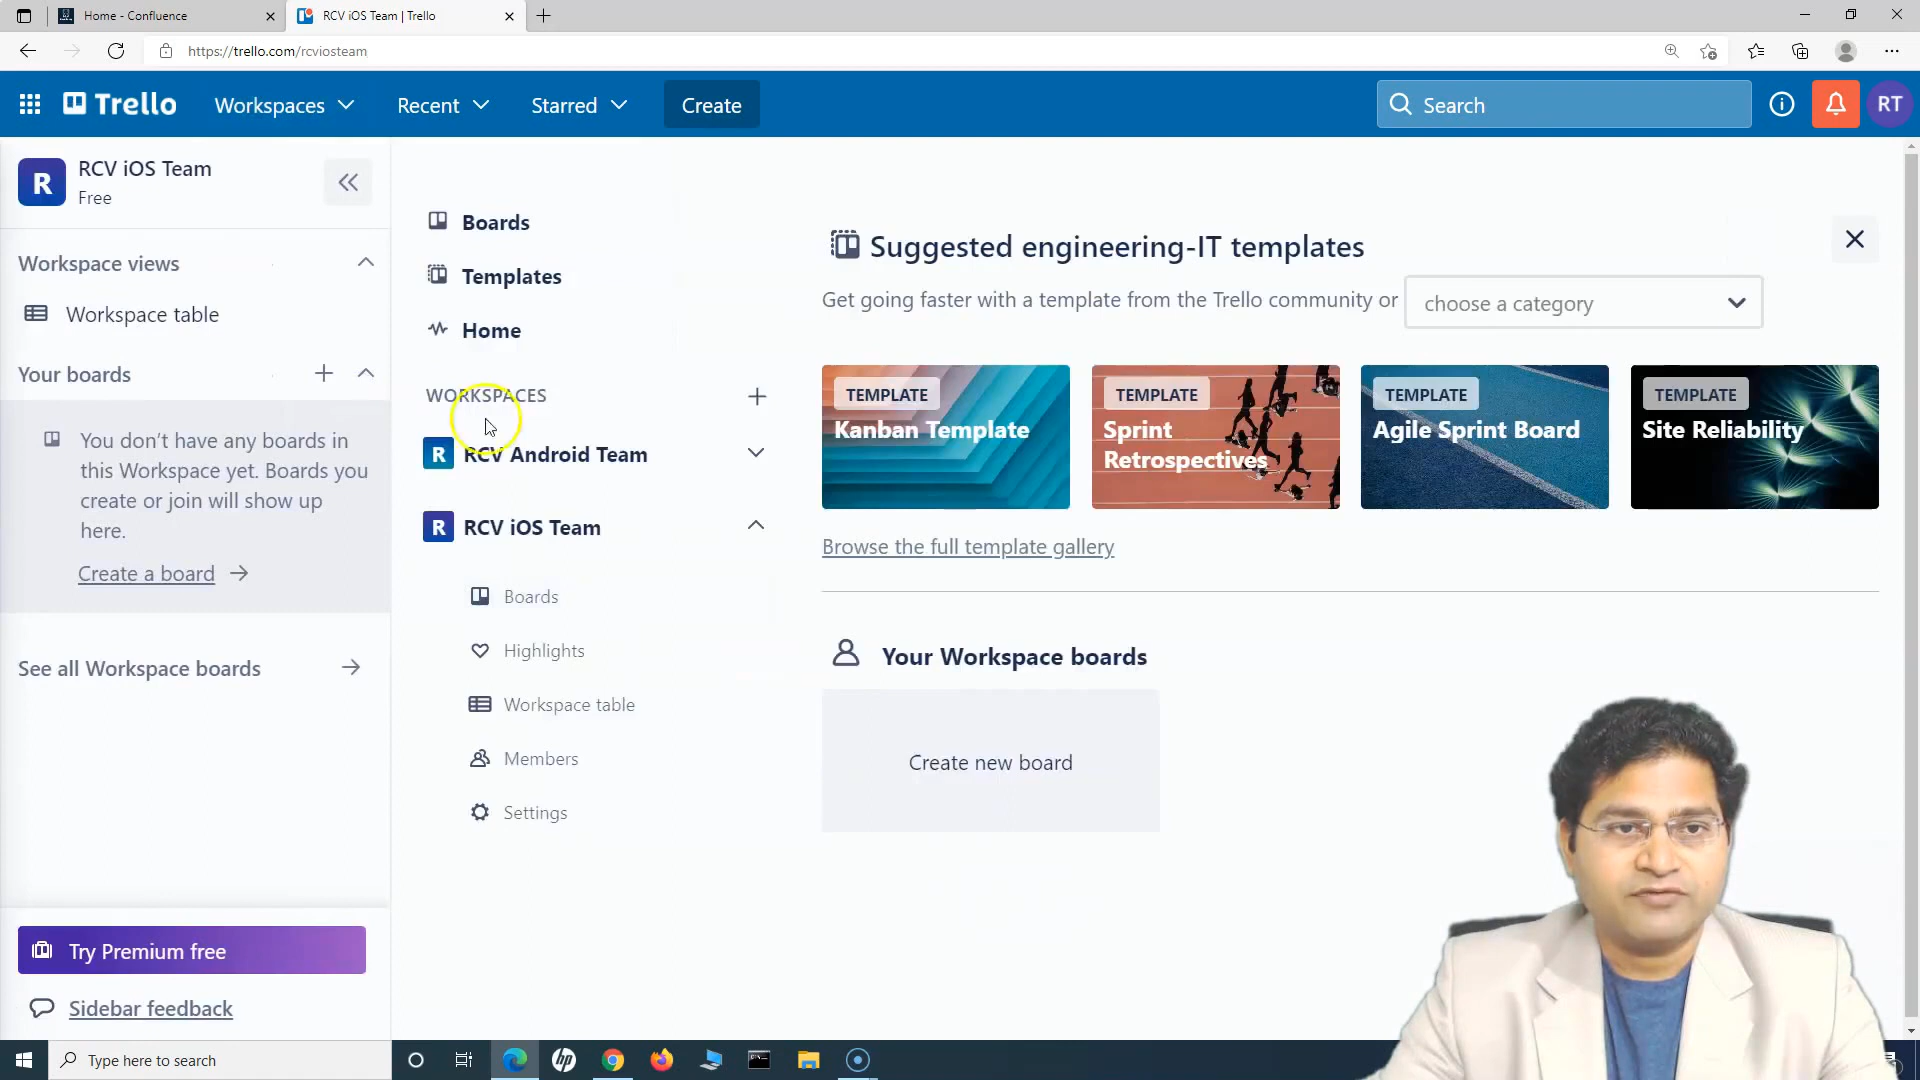 Home - Confluence
RCV iOS Team | Trello
https://trello.com/rcviosteam
Trello
Workspaces
Recent
Starred
Create
Search
RT
R
RCV iOS Team
Free
Workspace views
Workspace table
Your boards
You don't have any boards in
this Workspace yet. Boards you
create or join will show up
here.
Create a board
See all Workspace boards
Try Premium free
Sidebar feedback
Boards
Templates
Home
WORKSPACES
R RCV Android Team
R RCV iOS Team
Boards
Highlights
Workspace table
Members
Settings
Suggested engineering-IT templates
Get going faster with a template from the Trello community or
choose a category
TEMPLATE
Kanban Template
TEMPLATE
Sprint
Retrospectives
TEMPLATE
Agile Sprint Board
TEMPLATE
Site Reliability
Browse the full template gallery
Your Workspace boards
Create new board
Type here to search
hp